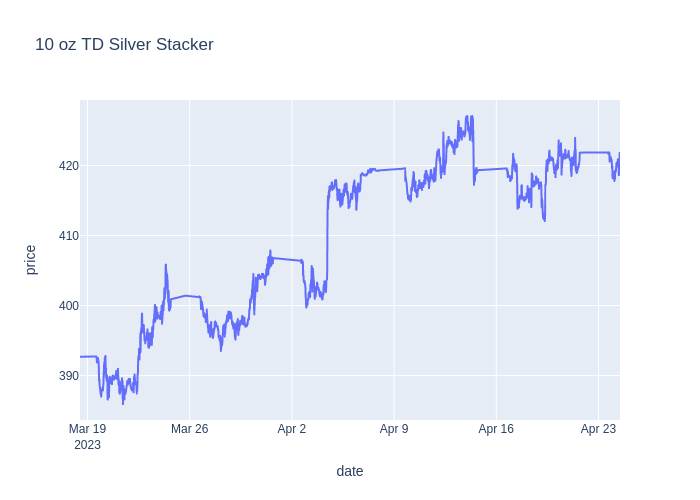 10 oz TD Silver Stacker
420
410
400
390
price
Mar 19
2023
Mar 26
Apr 2
Apr 9
Apr 16
Apr 23
date